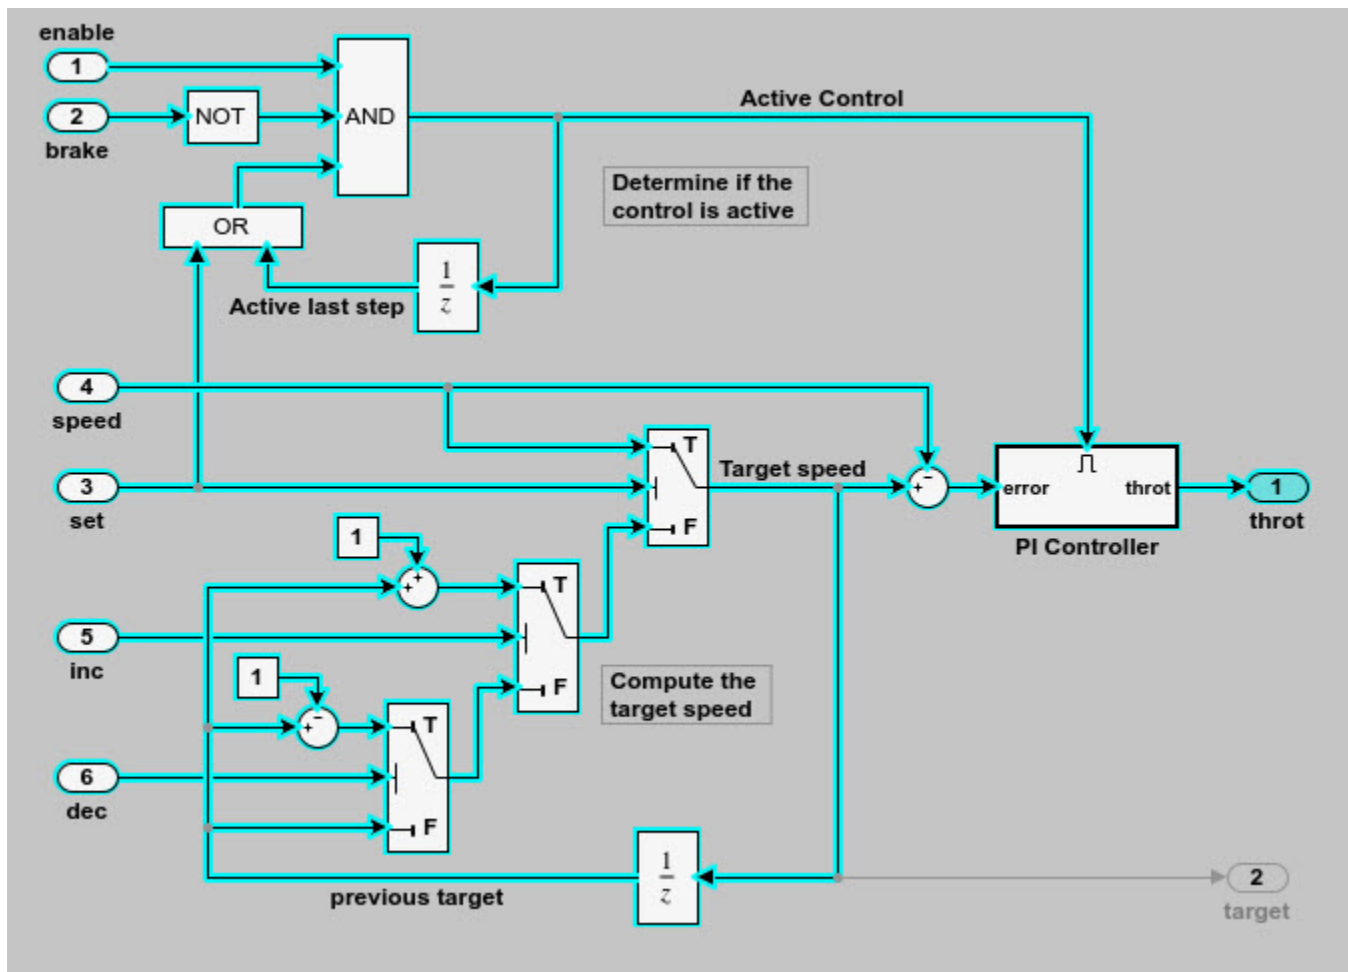 enable
1
2
brake
NOT
AND
OR
Active Control
Determine if the
control is active
1
z
Active last step
4
speed
3
set
T
F
Target speed
+
−
error
throt
PI Controller
1
throt
1
+
+
T
F
5
inc
1
+
−
T
F
6
dec
Compute the
target speed
1
z
previous target
2
target